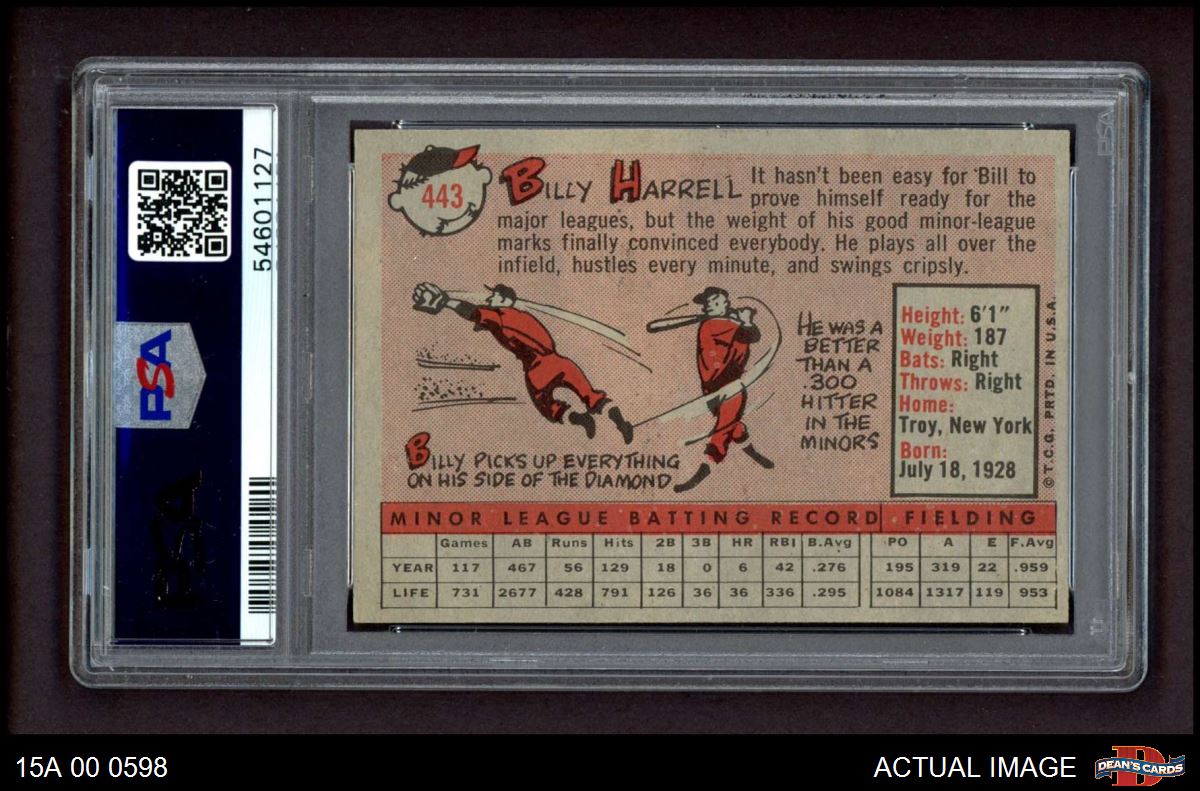 54601127
PSA
443
BILLY HARRELL
It hasn't been easy for Bill to
prove himself ready for the
major leagues, but the weight of his good minor-league
marks finally convinced everybody. He plays all over the
infield, hustles every minute, and swings cripsly.
HE WAS A
BETTER
THAN A
.300
HITTER
IN THE
MINORS
BILLY PICKS UP EVERYTHING
ON HIS SIDE OF THE DIAMOND
Height: 6'1"
Weight: 187
Bats: Right
Throws: Right
Home:
Troy, New York
Born:
July 18, 1928
© T.C.G. PRTD. IN U.S.A.
MINOR LEAGUE BATTING RECORD FIELDING
Games AB Runs Hits 2B 3B HR RBI B.Avg PO A E F.Avg
YEAR 117 467 56 129 18 0 6 42 .276 195 319 22 .959
LIFE 731 2677 428 791 126 36 36 336 .295 1084 1317 119 .953
PSA
15A 00 0598
ACTUAL IMAGE
DEAN'S CARDS